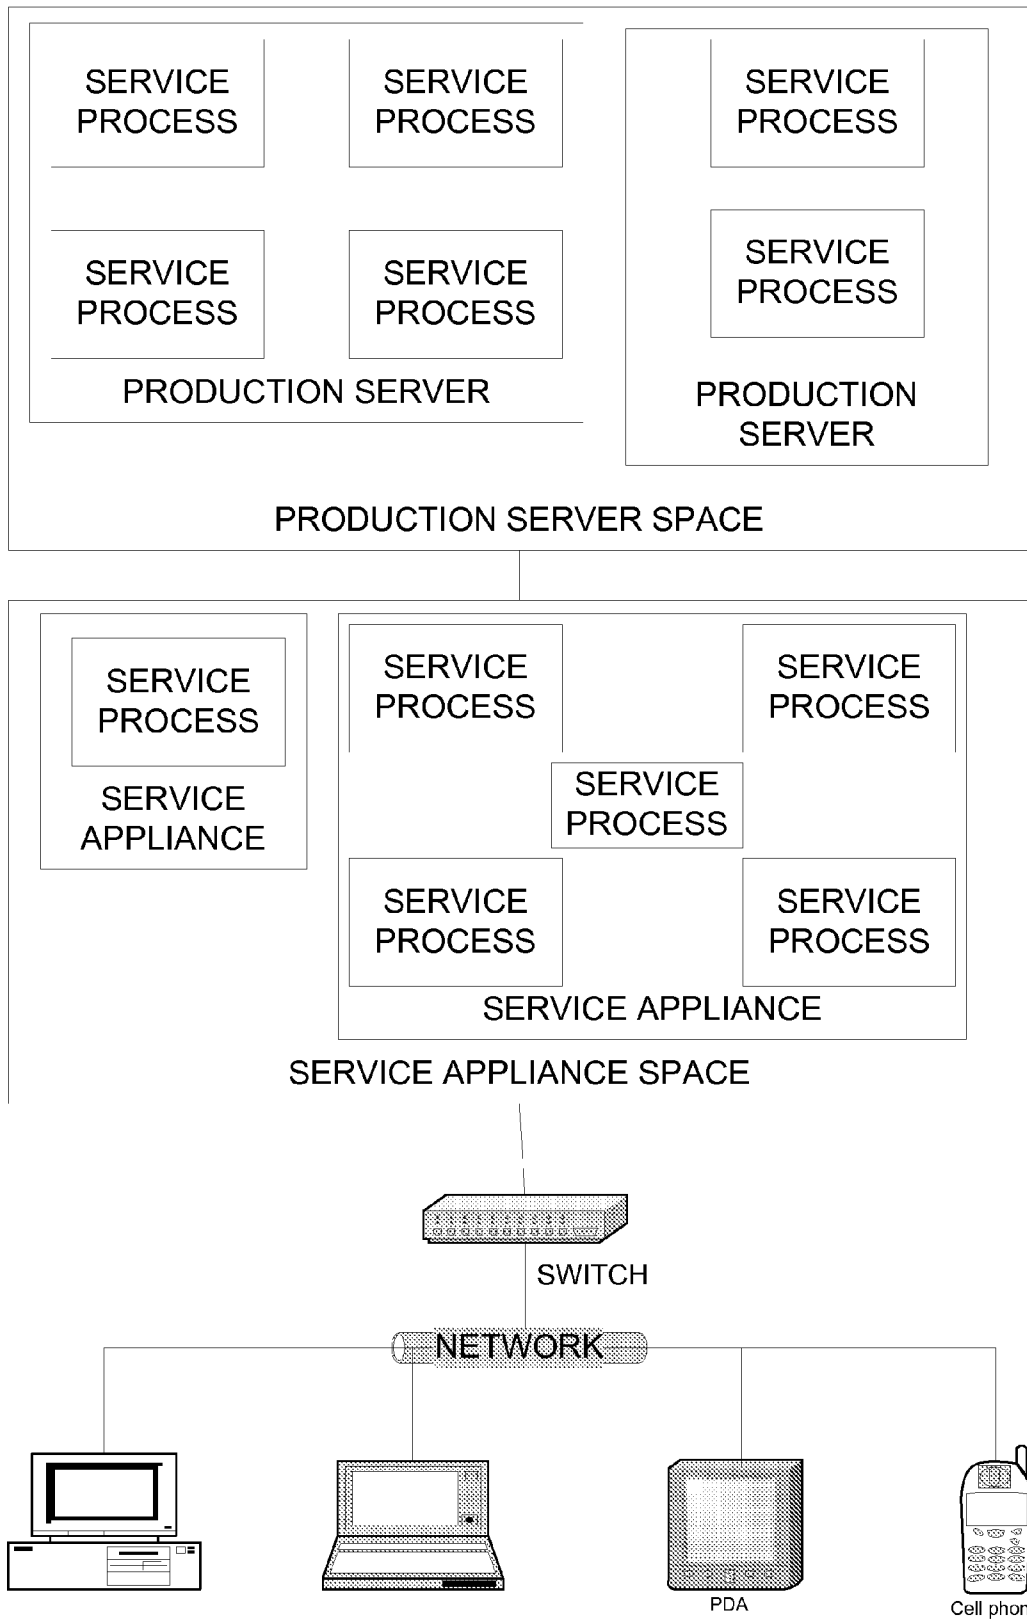 SERVICE
PROCESS
SERVICE
PROCESS
SERVICE
PROCESS
SERVICE
PROCESS
SERVICE
PROCESS
SERVICE
PROCESS
PRODUCTION SERVER
PRODUCTION
SERVER
PRODUCTION SERVER SPACE
SERVICE
PROCESS
SERVICE
APPLIANCE
SERVICE
PROCESS
SERVICE
PROCESS
SERVICE
PROCESS
SERVICE
PROCESS
SERVICE
PROCESS
SERVICE APPLIANCE
SERVICE APPLIANCE SPACE
SWITCH
NETWORK
PDA
Cell phon